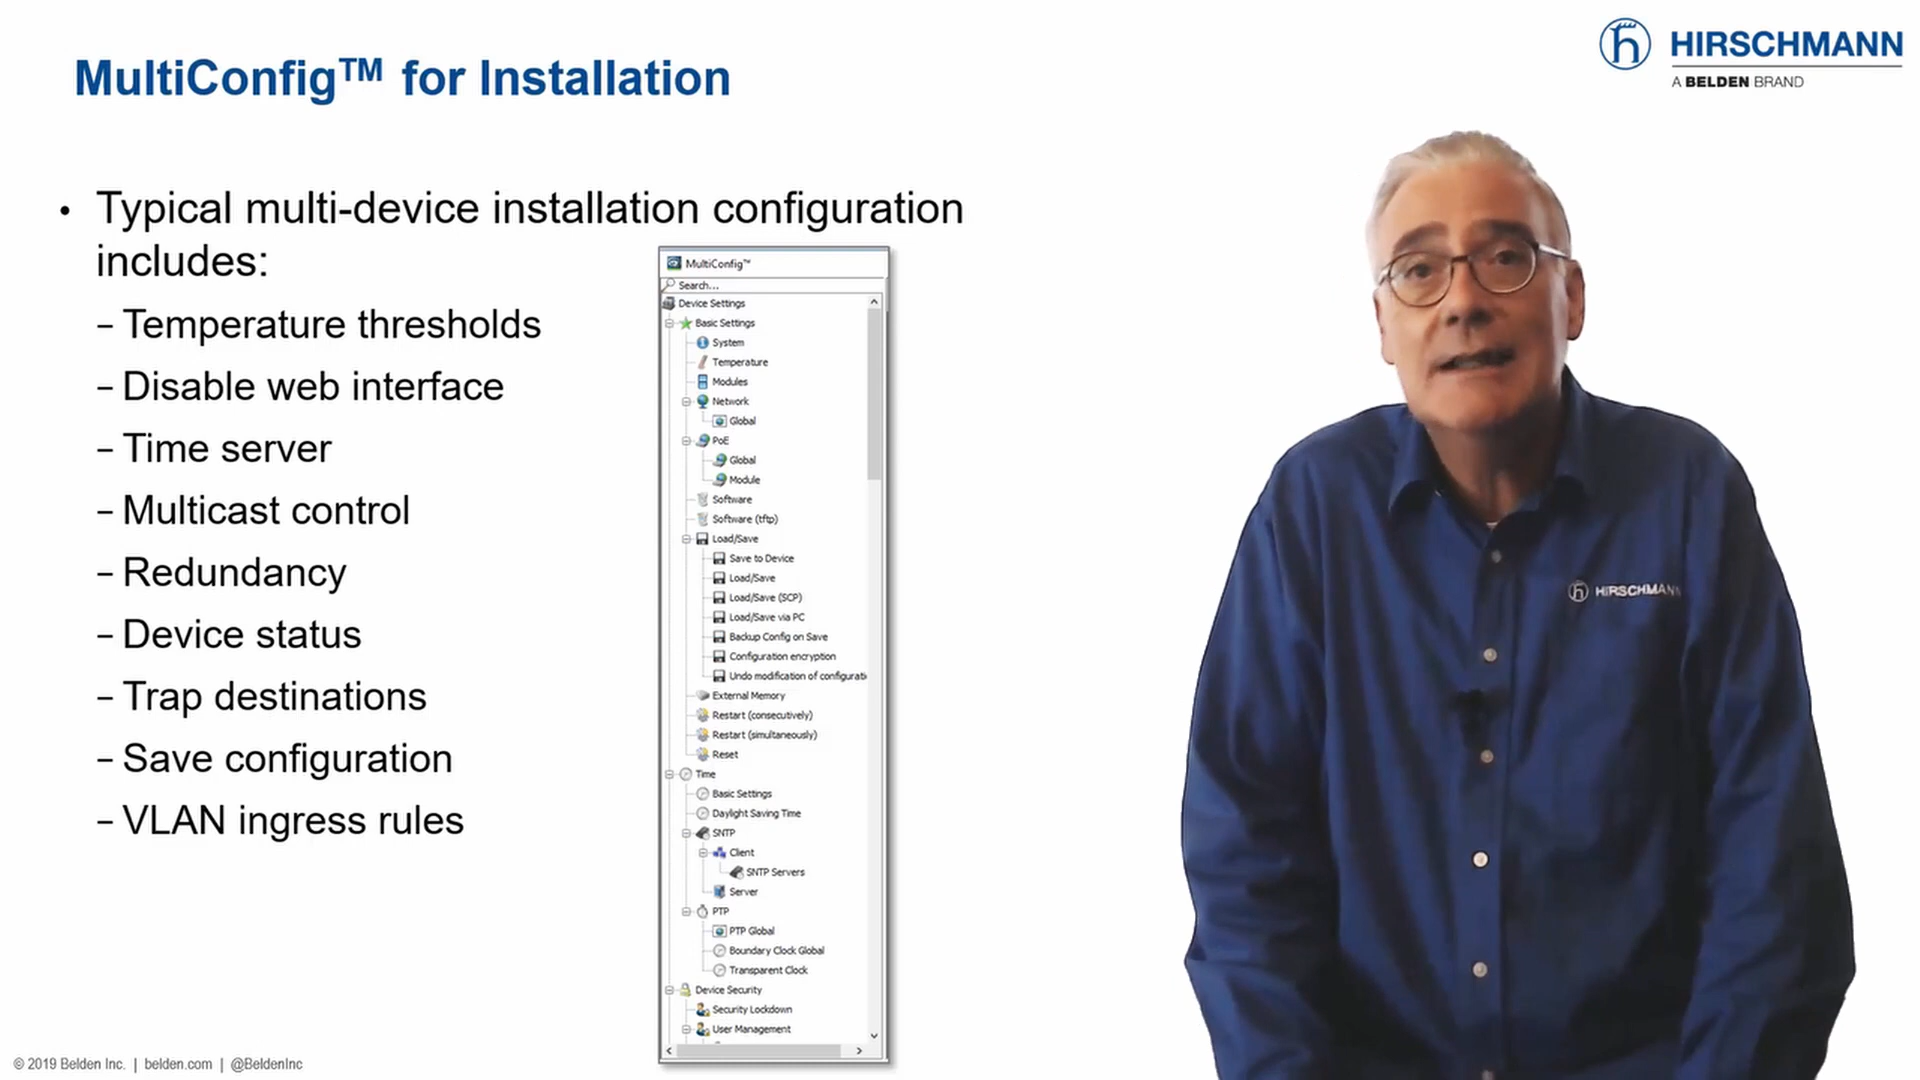 MultiConfig™ for Installation
HIRSCHMANN
A BELDEN BRAND
• Typical multi-device installation configuration
includes:
– Temperature thresholds
– Disable web interface
– Time server
– Multicast control
– Redundancy
– Device status
– Trap destinations
– Save configuration
– VLAN ingress rules
MultiConfig™
Search...
Device Settings
Basic Settings
System
Temperature
Modules
Network
Global
PoE
Global
Module
Software
Software (tftp)
Load/Save
Save to Device
Load/Save
Load/Save (SCP)
Load/Save via PC
Backup Config on Save
Configuration encryption
Undo modification of configurati
External Memory
Restart (consecutively)
Restart (simultaneously)
Reset
Time
Basic Settings
Daylight Saving Time
SNTP
Client
SNTP Servers
Server
PTP
PTP Global
Boundary Clock Global
Transparent Clock
Device Security
Security Lockdown
User Management
HIRSCHMANN
© 2019 Belden Inc. | belden.com | @BeldenInc